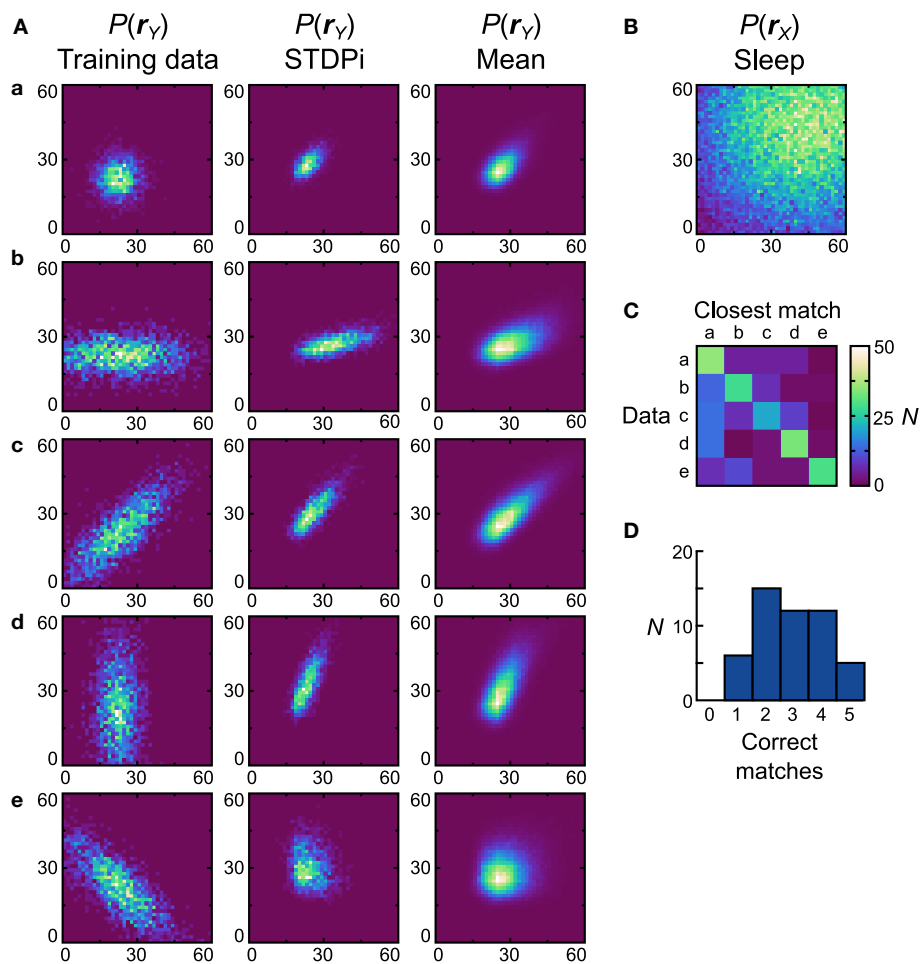 A
P(r_Y)
Training data
P(r_Y)
STDPi
P(r_Y)
Mean
a
60
30
0
0 30 60
0 30 60
0 30 60
60
30
0
60
30
0
b
60
30
0
0 30 60
60
30
0
0 30 60
60
30
0
0 30 60
c
60
30
0
0 30 60
60
30
0
0 30 60
60
30
0
0 30 60
d
60
30
0
0 30 60
60
30
0
0 30 60
60
30
0
0 30 60
e
60
30
0
0 30 60
60
30
0
0 30 60
60
30
0
0 30 60
B
P(r_X)
Sleep
60
30
0
0 30 60
C
Closest match
a b c d e
a
b
Data c
d
e
50
25 N
0
D
20
N 10
0
0 1 2 3 4 5
Correct
matches